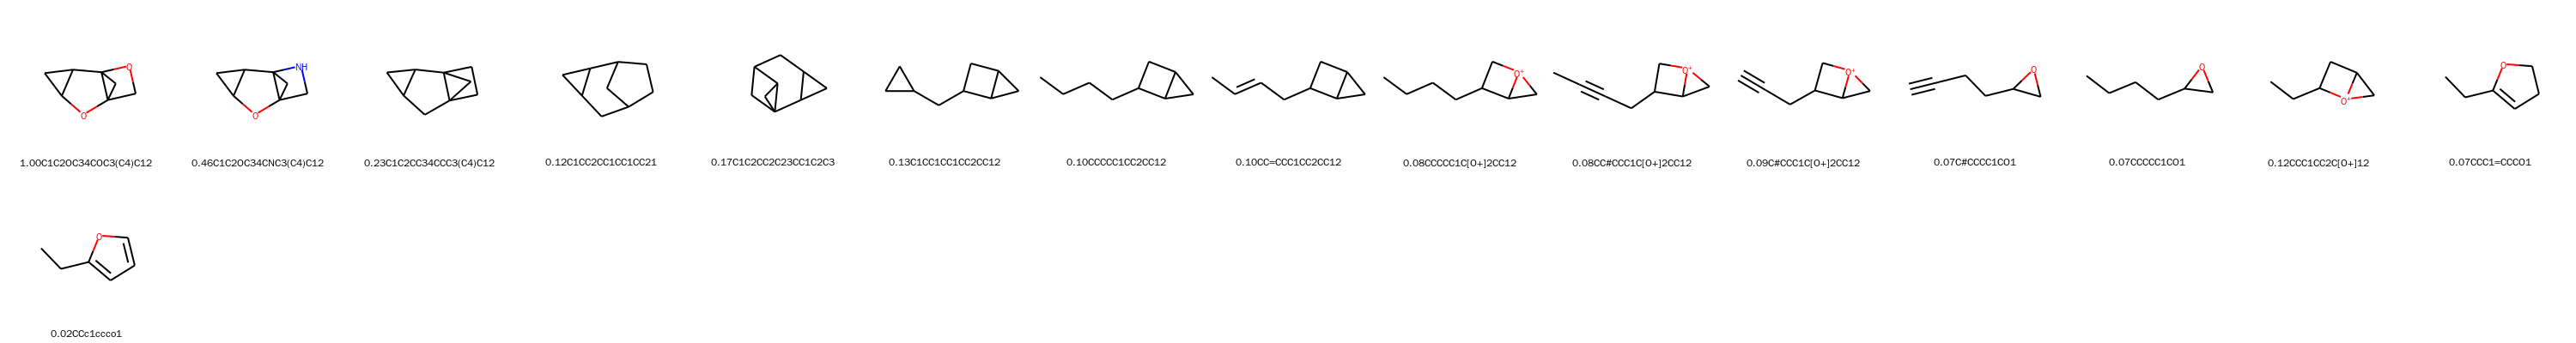 O NH O+ O+ O+ O O O
O O O+
1.00C1C2OC34COC3(C4)C12 0.46C1C2OC34CNC3(C4)C12 0.23C1C2CC34CCC3(C4)C12 0.12C1CC2CC1CC1CC21 0.17C1C2CC2C23CC1C2C3 0.13C1CC1CC1CC2CC12 0.10CCCCC1CC2CC12 0.10CC=CCC1CC2CC12 0.08CCCCC1C[O+]2CC12 0.08CC#CCC1C[O+]2CC12 0.09C#CCC1C[O+]2CC12 0.07C#CCCC1CO1 0.07CCCCC1CO1 0.12CCC1CC2C[O+]12 0.07CCC1=CCCO1
O
0.02CCc1ccco1